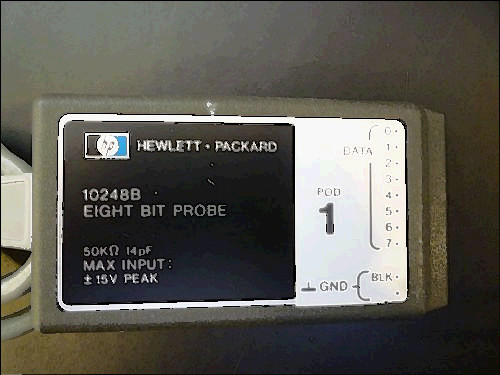 hp HEWLETT • PACKARD
10248B
EIGHT BIT PROBE
50KΩ 14pF
MAX INPUT:
±15V PEAK
POD
1
DATA
0
1
2
3
4
5
6
7
GND
BLK